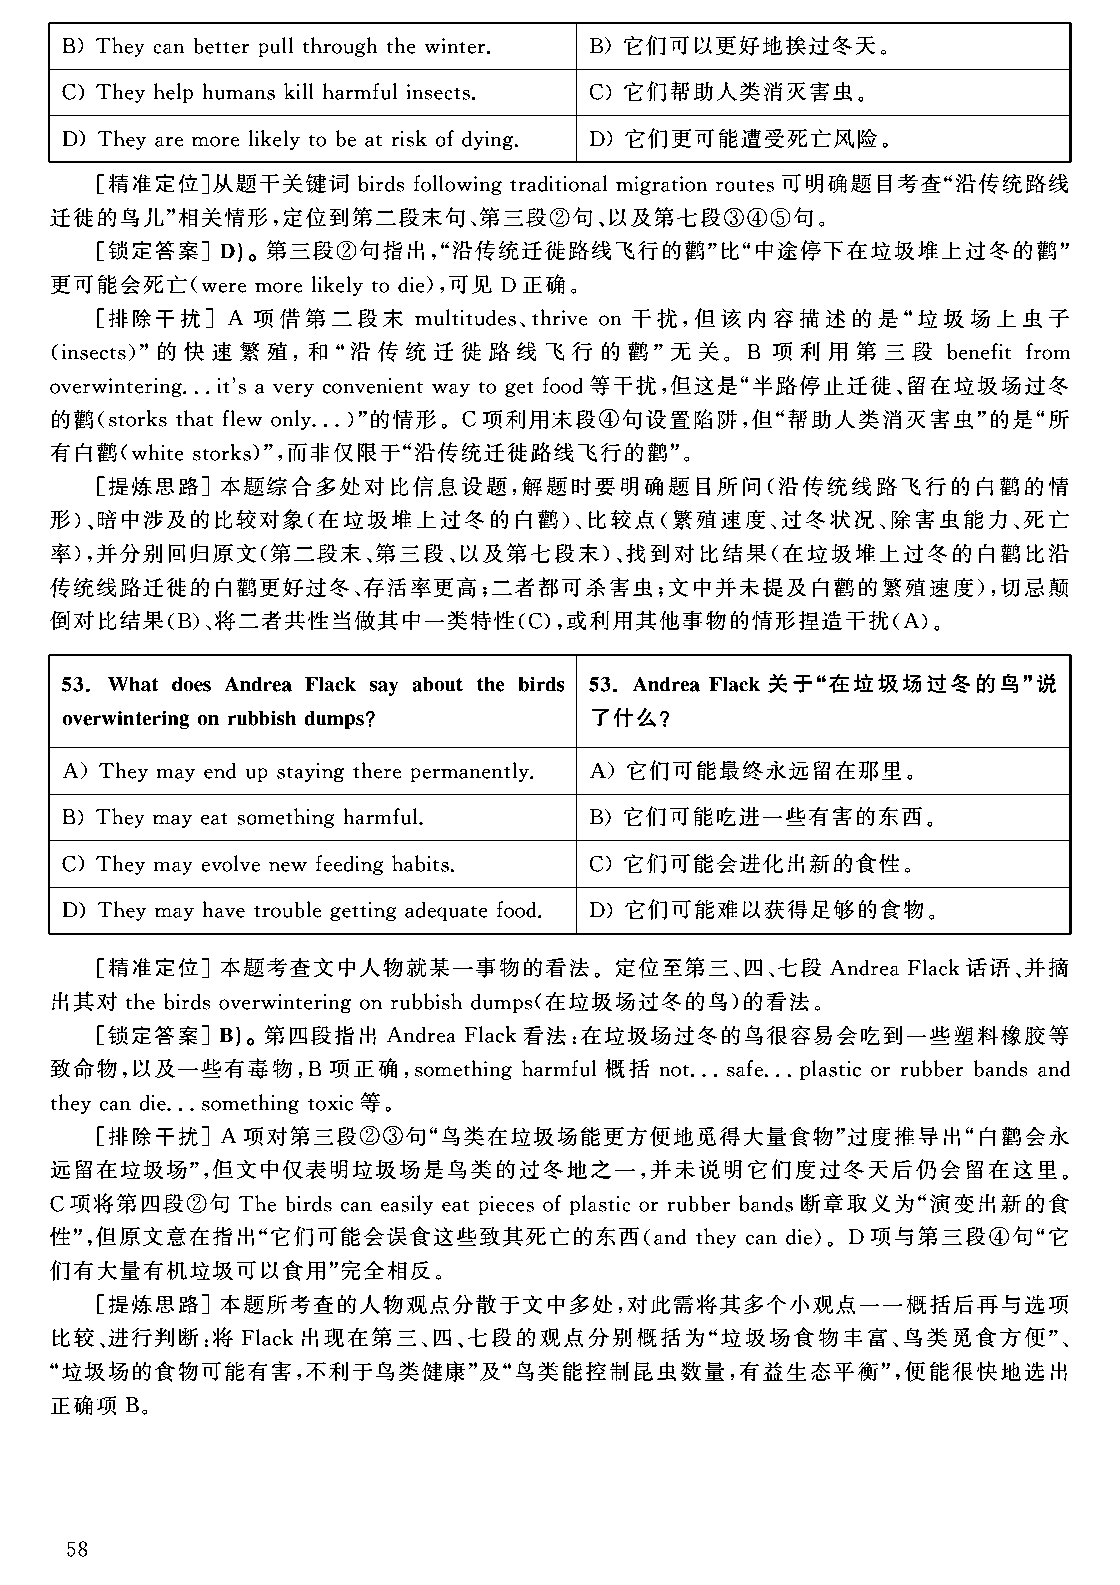 B) They can better pull through the winter. B) 它们可以更好地挨过冬天。
C) They help humans kill harmful insects. C) 它们帮助人类消灭害虫。
D) They are more likely to be at risk of dying. D) 它们更可能遭受死亡风险。
[精准定位]从题干关键词 birds following traditional migration routes 可明确题目考查“沿传统路线
迁徙的鸟儿”相关情形,定位到第二段末句、第三段②句、以及第七段③④⑤句。
[锁定答案] D)。第三段②句指出,“沿传统迁徙路线飞行的鹳”比“中途停下在垃圾堆上过冬的鹳”
更可能会死亡(were more likely to die),可见 D 正确。
[排除干扰] A 项借第二段末 multitudes、thrive on 干扰,但该内容描述的是“垃圾场上虫子
(insects)”的快速繁殖,和“沿传统迁徙路线飞行的鹳”无关。B 项利用第三段 benefit from
overwintering...it's a very convenient way to get food 等干扰,但这是“半路停止迁徙、留在垃圾场过冬
的鹳(storks that flew only...)”的情形。C 项利用末段④句设置陷阱,但“帮助人类消灭害虫”的是“所
有白鹳(white storks)”,而非仅限于“沿传统迁徙路线飞行的鹳”。
[提炼思路] 本题综合多处对比信息设题,解题时要明确题目所问(沿传统线路飞行的白鹳的情
形)、暗中涉及的比较对象(在垃圾堆上过冬的白鹳)、比较点(繁殖速度、过冬状况、除害虫能力、死亡
率),并分别回归原文(第二段末、第三段、以及第七段末)、找到对比结果(在垃圾堆上过冬的白鹳比沿
传统线路迁徙的白鹳更好过冬、存活率更高;二者都可杀害虫;文中并未提及白鹳的繁殖速度),切忌颠
倒对比结果(B)、将二者共性当做其中一类特性(C),或利用其他事物的情形捏造干扰(A)。
53. What does Andrea Flack say about the birds 53. Andrea Flack 关于“在垃圾场过冬的鸟”说
overwintering on rubbish dumps? 了什么?
A) They may end up staying there permanently. A) 它们可能最终永远留在那里。
B) They may eat something harmful. B) 它们可能吃进一些有害的东西。
C) They may evolve new feeding habits. C) 它们可能会进化出新的食性。
D) They may have trouble getting adequate food. D) 它们可能难以获得足够的食物。
[精准定位] 本题考查文中人物就某一事物的看法。定位至第三、四、七段 Andrea Flack 话语、并摘
出其对 the birds overwintering on rubbish dumps(在垃圾场过冬的鸟)的看法。
[锁定答案] B)。第四段指出 Andrea Flack 看法:在垃圾场过冬的鸟很容易会吃到一些塑料橡胶等
致命物,以及一些有毒物,B 项正确,something harmful 概括 not...safe...plastic or rubber bands and
they can die...something toxic 等。
[排除干扰] A 项对第三段②③句“鸟类在垃圾场能更方便地觅得大量食物”过度推导出“白鹳会永
远留在垃圾场”,但文中仅表明垃圾场是鸟类的过冬地之一,并未说明它们度过冬天后仍会留在这里。
C 项将第四段②句 The birds can easily eat pieces of plastic or rubber bands 断章取义为“演变出新的食
性”,但原文意在指出“它们可能会误食这些致其死亡的东西(and they can die)。D 项与第三段④句“它
们有大量有机垃圾可以食用”完全相反。
[提炼思路] 本题所考查的人物观点分散于文中多处,对此需将其多个小观点一一概括后再与选项
比较、进行判断:将 Flack 出现在第三、四、七段的观点分别概括为“垃圾场食物丰富、鸟类觅食方便”、
“垃圾场的食物可能有害,不利于鸟类健康”及“鸟类能控制昆虫数量,有益生态平衡”,便能很快地选出
正确项 B。
58